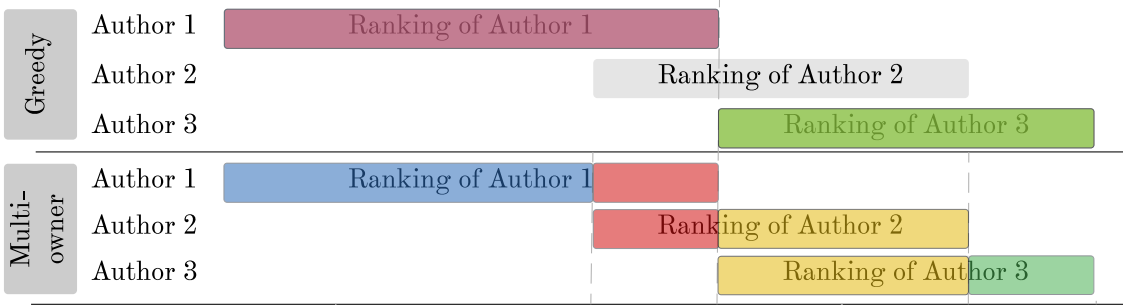 Greedy
Author 1 Ranking of Author 1
Author 2 Ranking of Author 2
Author 3 Ranking of Author 3
Multi-
owner
Author 1 Ranking of Author 1
Author 2 Ranking of Author 2
Author 3 Ranking of Author 3